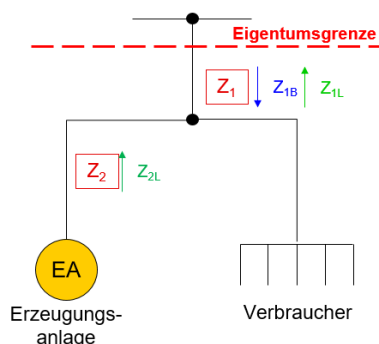 Eigentumsgrenze
Z1 Z1B Z1L
Z2 Z2L
EA
Erzeugungs-
anlage
Verbraucher